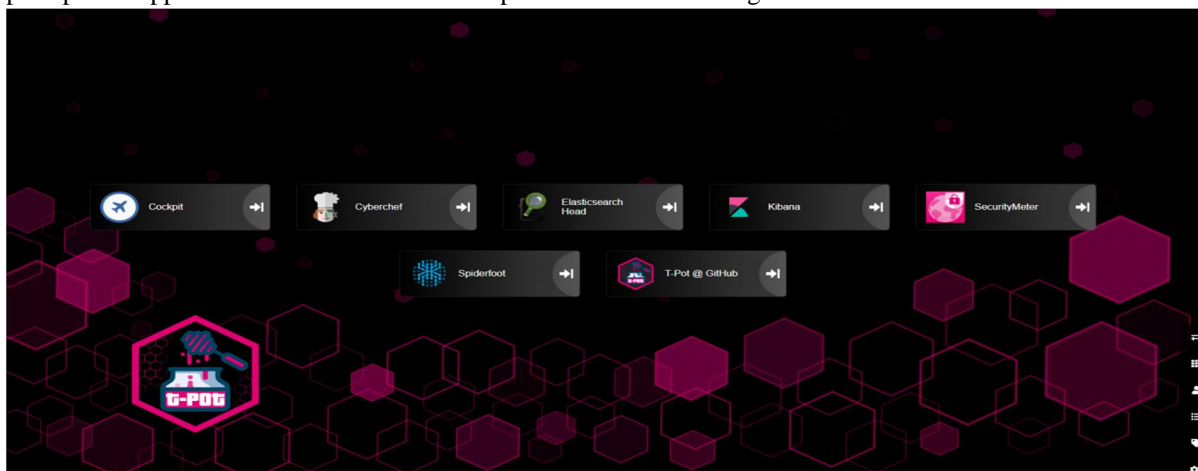 Cockpit
Cyberchef
Elasticsearch
Head
Kibana
SecurityMeter
Spiderfoot
T-Pot @ GitHub
t-POt